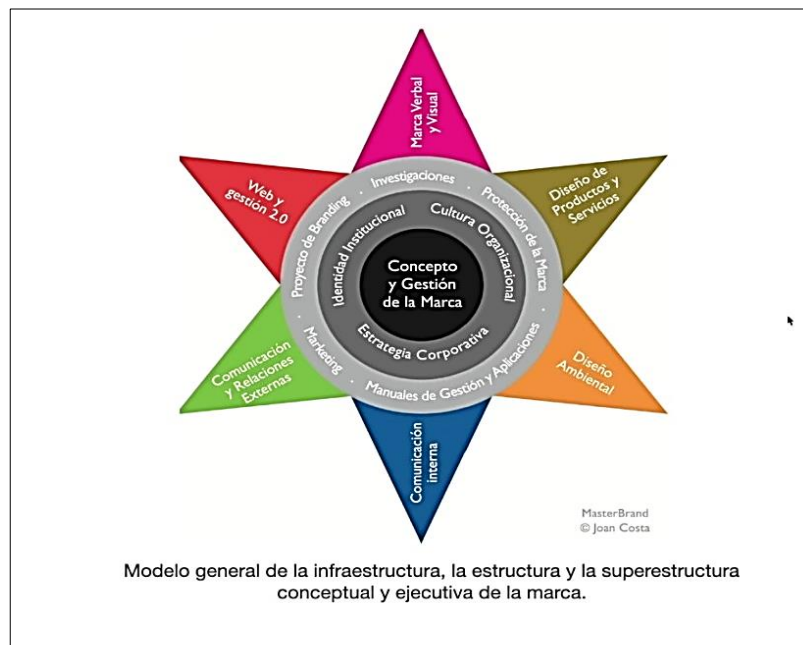 Marca Verbal
y Visual
Diseño de
Productos y
Servicios
Diseño
Ambiental
Comunicación
interna
Comunicación
y Relaciones
Externas
Web y
gestión 2.0
Proyecto de Branding · Investigaciones · Protección de la Marca · Manuales de Gestión y Aplicaciones · Marketing ·
Identidad Institucional
Cultura Organizacional
Estrategia Corporativa
Concepto
y Gestión
de la Marca
MasterBrand
© Joan Costa
Modelo general de la infraestructura, la estructura y la superestructura
conceptual y ejecutiva de la marca.